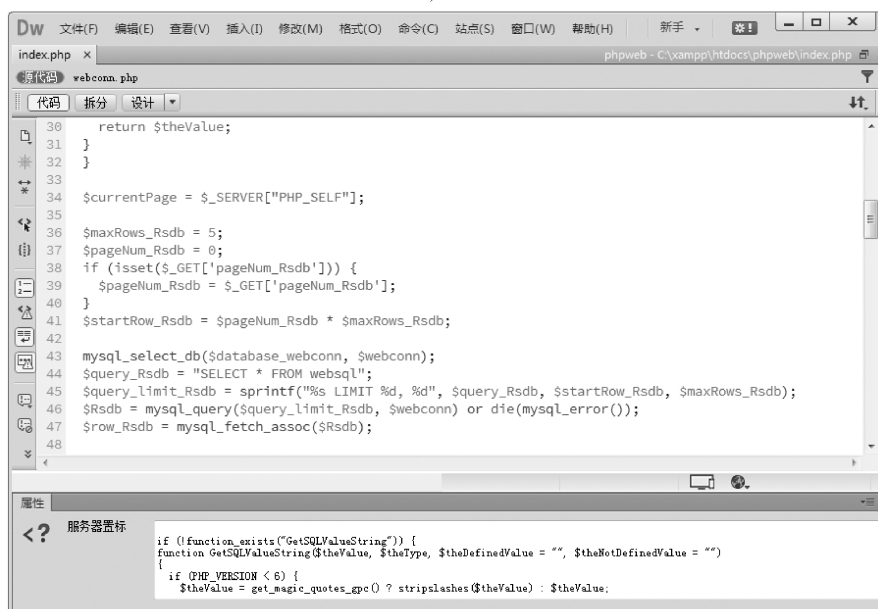 Dw 文件(F) 编辑(E) 查看(V) 插入(I) 修改(M) 格式(O) 命令(C) 站点(S) 窗口(W) 帮助(H) 新手
index.php × phpweb - C:\xampp\htdocs\phpweb\index.php
源代码 webconn.php
代码 拆分 设计
30 return $theValue;
31 }
32 }
33
34 $currentPage = $_SERVER["PHP_SELF"];
35
36 $maxRows_Rsdb = 5;
37 $pageNum_Rsdb = 0;
38 if (isset($_GET['pageNum_Rsdb'])) {
39 $pageNum_Rsdb = $_GET['pageNum_Rsdb'];
40 }
41 $startRow_Rsdb = $pageNum_Rsdb * $maxRows_Rsdb;
42
43 mysql_select_db($database_webconn, $webconn);
44 $query_Rsdb = "SELECT * FROM websql";
45 $query_limit_Rsdb = sprintf("%s LIMIT %d, %d", $query_Rsdb, $startRow_Rsdb, $maxRows_Rsdb);
46 $Rsdb = mysql_query($query_limit_Rsdb, $webconn) or die(mysql_error());
47 $row_Rsdb = mysql_fetch_assoc($Rsdb);
48
属性
<? 服务器置标
if (!function_exists("GetSQLValueString")) {
function GetSQLValueString($theValue, $theType, $theDefinedValue = "", $theNotDefinedValue = "")
{
if (PHP_VERSION < 6) {
$theValue = get_magic_quotes_gpc() ? stripslashes($theValue) : $theValue;